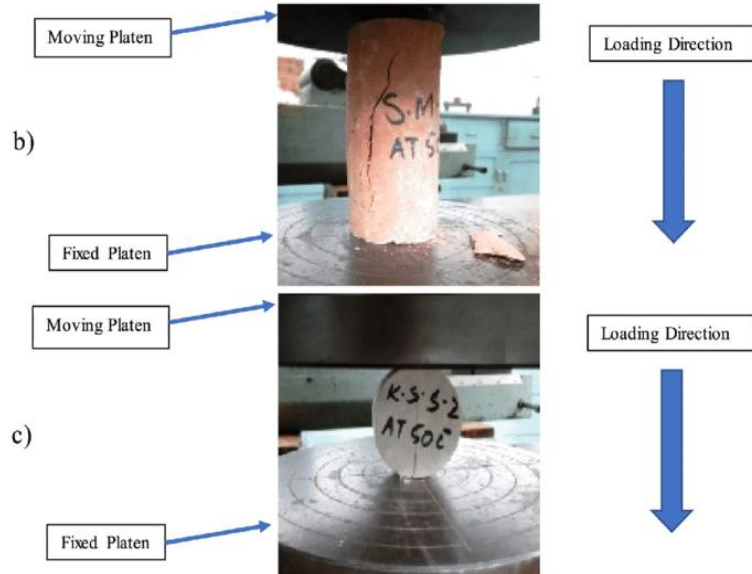 Moving Platen
Loading Direction
b)
S.M.
AT 5
Fixed Platen
Moving Platen
Loading Direction
K.S.S-2
AT 50c
c)
Fixed Platen